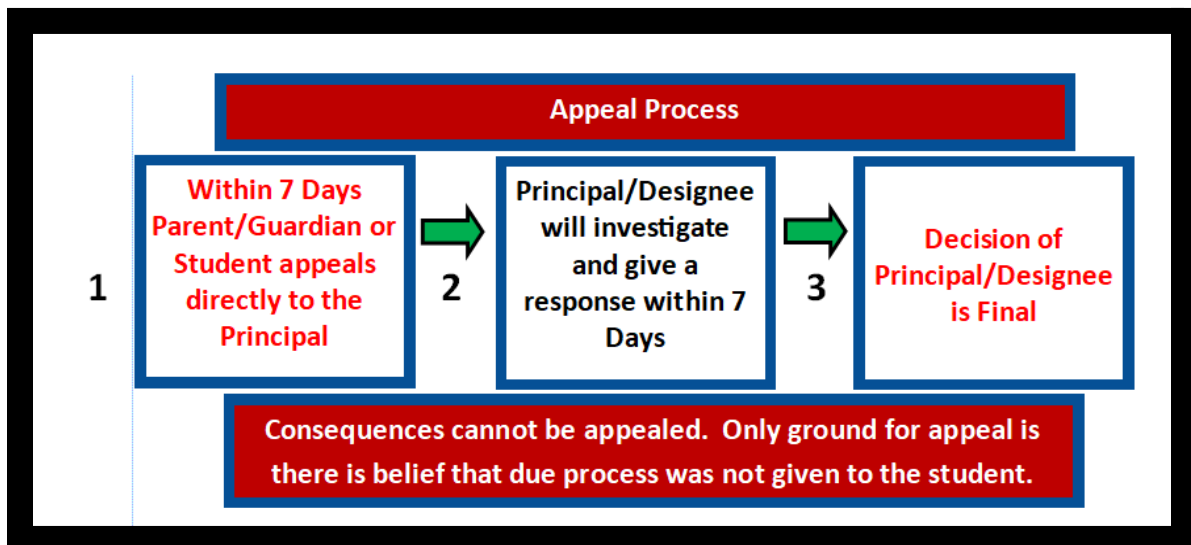 Appeal Process
1
Within 7 Days
Parent/Guardian or
Student appeals
directly to the
Principal
2
Principal/Designee
will investigate
and give a
response within 7
Days
3
Decision of
Principal/Designee
is Final
Consequences cannot be appealed.  Only ground for appeal is
there is belief that due process was not given to the student.